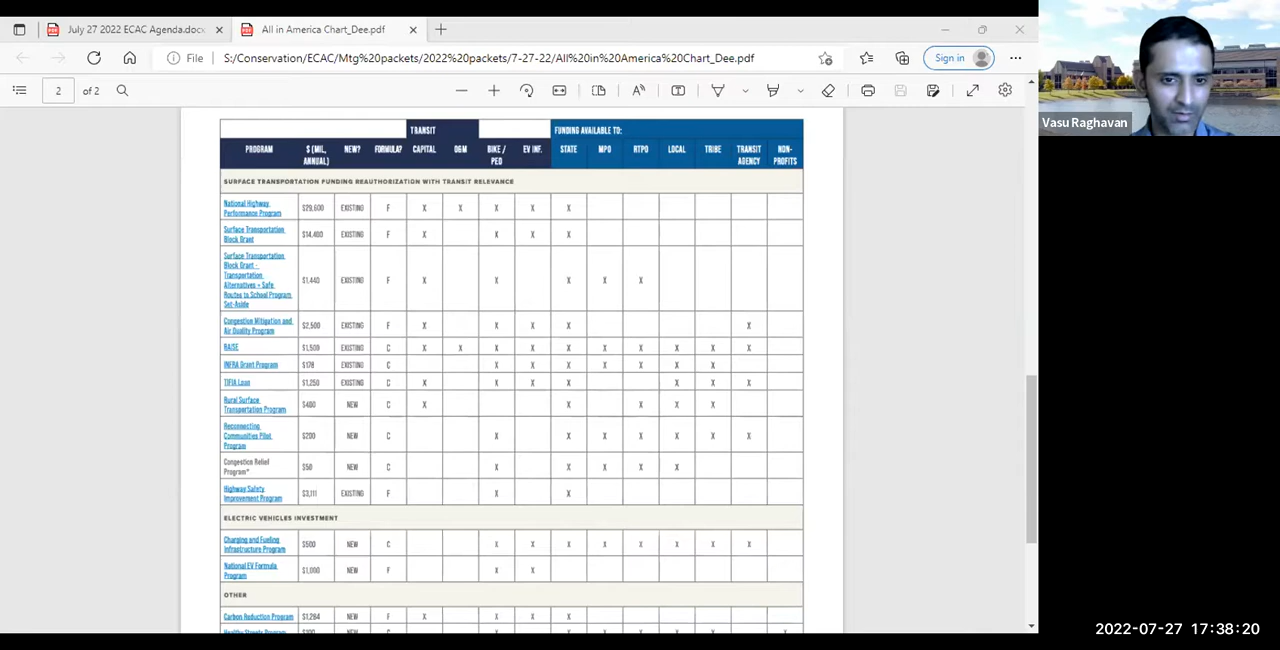 July 27 2022 ECAC Agenda.docx
All in America Chart_Dee.pdf
File
S:/Conservation/ECAC/Mtg%20packets/2022%20packets/7-27-22/All%20in%20America%20Chart_Dee.pdf
Sign in
2 of 2
Vasu Raghavan
TRANSIT FUNDING AVAILABLE TO:
PROGRAM $ (MIL, ANNUAL) NEW? FORMULA? CAPITAL O&M BIKE / PED EV INF. STATE MPO RTPO LOCAL TRIBE TRANSIT AGENCY NON-PROFITS
SURFACE TRANSPORTATION FUNDING REAUTHORIZATION WITH TRANSIT RELEVANCE
National Highway Performance Program $29,600 EXISTING F X X X X X
Surface Transportation Block Grant $14,400 EXISTING F X X X X
Surface Transportation Block Grant - Transportation Alternatives + Safe Routes to School Program Set-Aside $1,440 EXISTING F X X X X X
Congestion Mitigation and Air Quality Program $2,500 EXISTING F X X X X X
RAISE $1,500 EXISTING C X X X X X X X X X X
INFRA Grant Program $178 EXISTING C X X X X X X X
TIFIA Loan $1,250 EXISTING C X X X X X X X
Rural Surface Transportation Program $400 NEW C X X X X X
Reconnecting Communities Pilot Program $200 NEW C X X X X X X X
Congestion Relief Program* $50 NEW C X X X X X
Highway Safety Improvement Program $3,111 EXISTING F X X
ELECTRIC VEHICLES INVESTMENT
Charging and Fueling Infrastructure Program $500 NEW C X X X X X X X X
National EV Formula Program $1,000 NEW F X X
OTHER
Carbon Reduction Program $1,284 NEW F X X X X
Healthy Streets Program $100 NEW C X X X X X X
2022-07-27 17:38:20